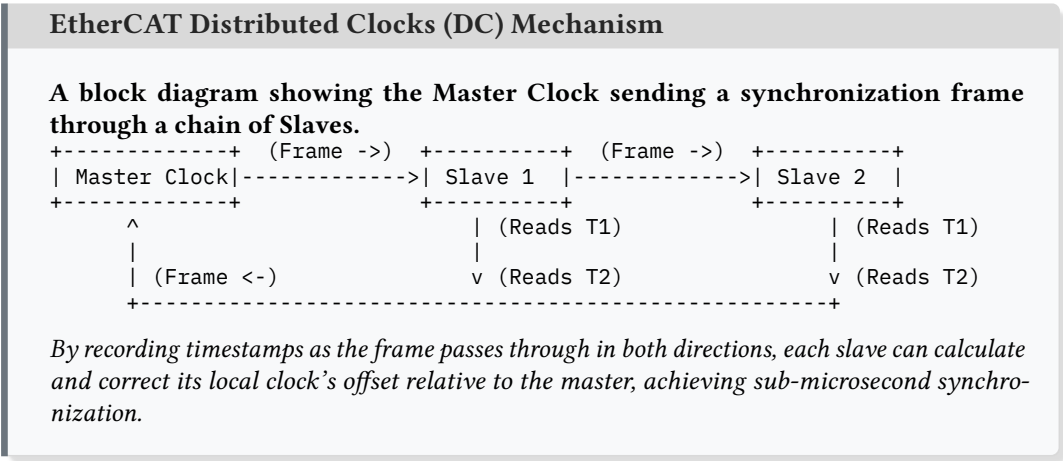 EtherCAT Distributed Clocks (DC) Mechanism
A block diagram showing the Master Clock sending a synchronization frame
through a chain of Slaves.
+-------------+  (Frame ->)  +----------+  (Frame ->)  +----------+
| Master Clock|------------->| Slave 1  |------------->| Slave 2  |
+-------------+              +----------+              +----------+
      ^                          | (Reads T1)                | (Reads T1)
      |                          |                           |
      | (Frame <-)               v (Reads T2)                v (Reads T2)
      +------------------------------------------------------+
By recording timestamps as the frame passes through in both directions, each slave can calculate
and correct its local clock's offset relative to the master, achieving sub-microsecond synchro-
nization.